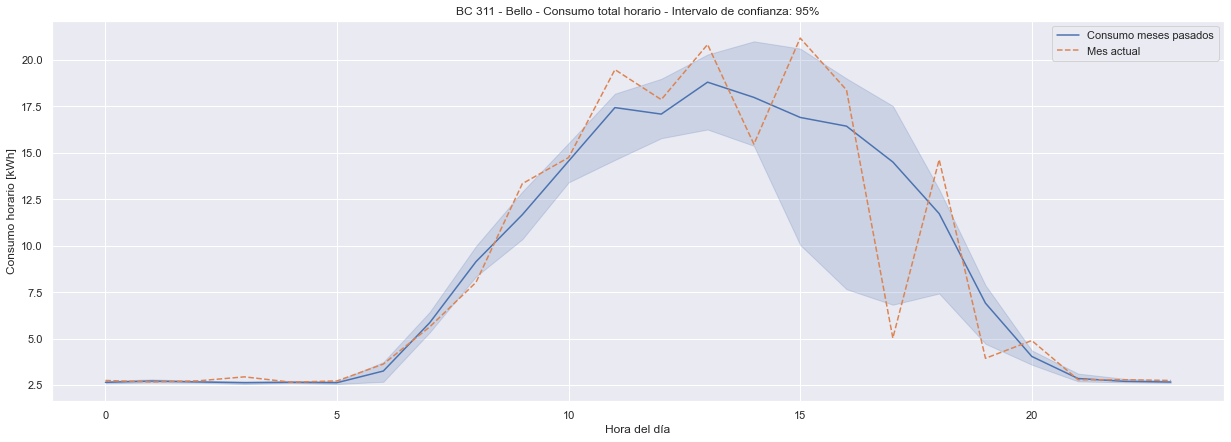 BC 311 - Bello - Consumo total horario - Intervalo de confianza: 95%
Consumo meses pasados
Mes actual
Consumo horario [kWh]
20.0
17.5
15.0
12.5
10.0
7.5
5.0
2.5
0
5
10
15
20
Hora del día